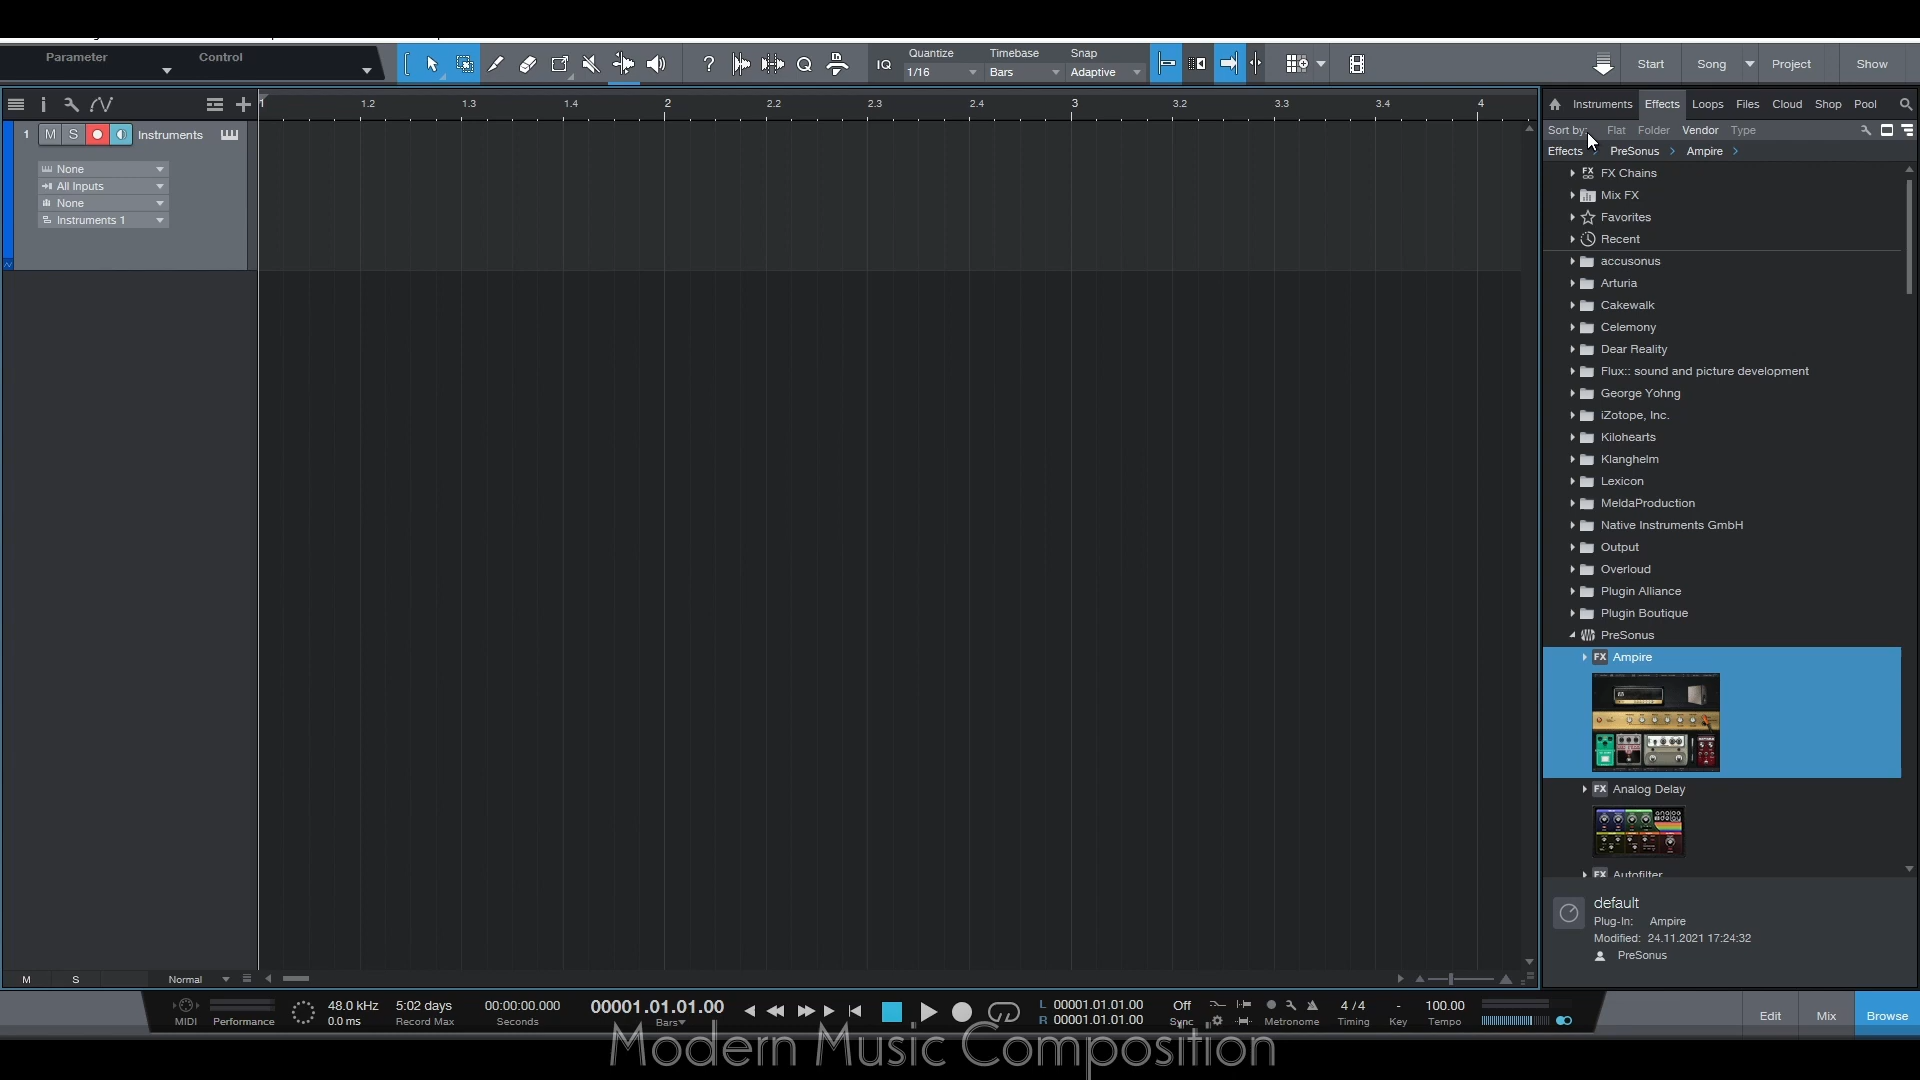 Parameter
Control
Quantize
Timebase
Snap
IQ
1/16
Bars
Adaptive
Start
Song
Project
Show
1
1.2
1.3
1.4
2
2.2
2.3
2.4
3
3.2
3.3
3.4
4
1
M
S
Instruments
None
All Inputs
None
Instruments 1
Instruments
Effects
Loops
Files
Cloud
Shop
Pool
Sort by:
Flat
Folder
Vendor
Type
Effects
PreSonus
Ampire
FX Chains
Mix FX
Favorites
Recent
accusonus
Arturia
Cakewalk
Celemony
Dear Reality
Flux:: sound and picture development
George Yohng
iZotope, Inc.
Kilohearts
Klanghelm
Lexicon
MeldaProduction
Native Instruments GmbH
Output
Overloud
Plugin Alliance
Plugin Boutique
PreSonus
FX Ampire
FX Analog Delay
FX Autofilter
default
Plug-In: Ampire
Modified: 24.11.2021 17:24:32
PreSonus
M
S
Normal
MIDI
Performance
48.0 kHz
0.0 ms
5:02 days
Record Max
00:00:00.000
Seconds
00001.01.01.00
Bars
L 00001.01.01.00
R 00001.01.01.00
Off
Sync
Metronome
4 / 4
Timing
-
Key
100.00
Tempo
Edit
Mix
Browse
Modern Music Composition